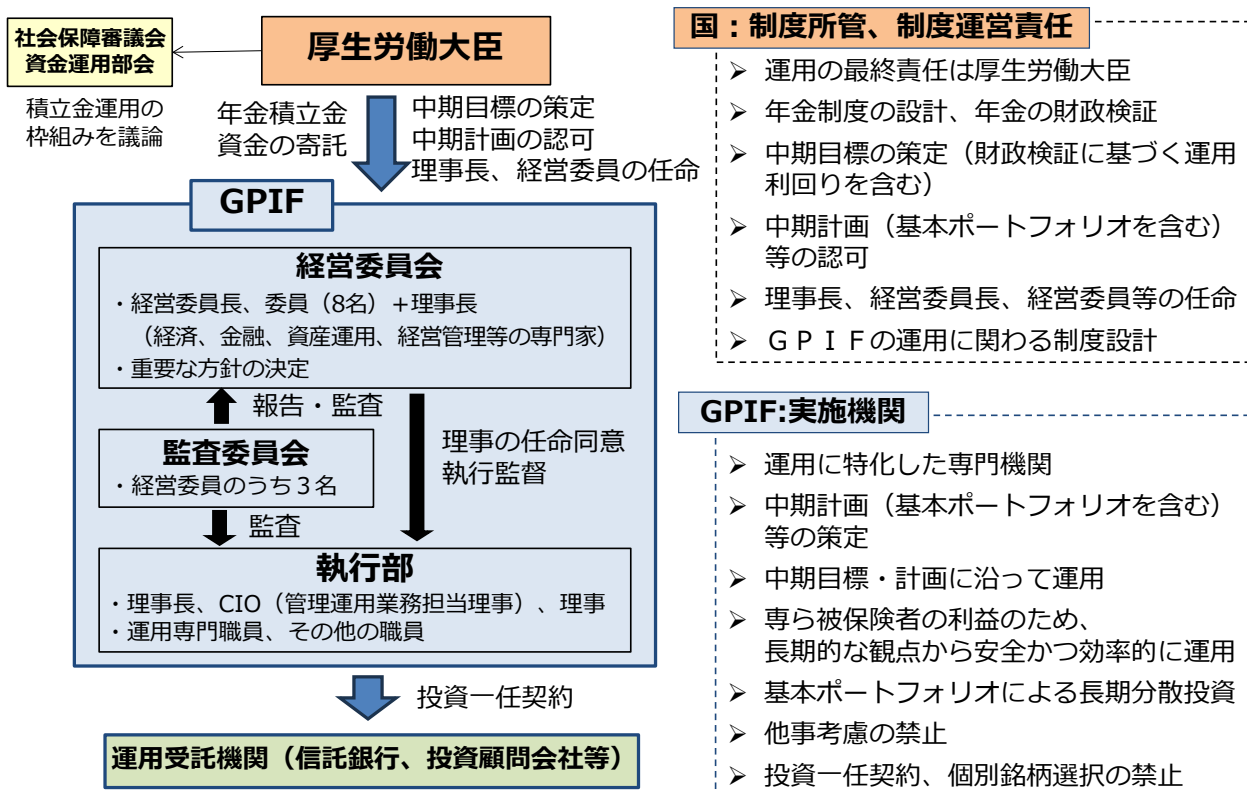 社会保障審議会
資金運用部会
積立金運用の
枠組みを議論
厚生労働大臣
年金積立金
資金の寄託
中期目標の策定
中期計画の認可
理事長、経営委員の任命
GPIF
経営委員会
・経営委員長、委員（8名）＋理事長
（経済、金融、資産運用、経営管理等の専門家）
・重要な方針の決定
報告・監査
監査委員会
・経営委員のうち３名
監査
理事の任命同意
執行監督
執行部
・理事長、CIO（管理運用業務担当理事）、理事
・運用専門職員、その他の職員
投資一任契約
運用受託機関（信託銀行、投資顧問会社等）
国：制度所管、制度運営責任
➢ 運用の最終責任は厚生労働大臣
➢ 年金制度の設計、年金の財政検証
➢ 中期目標の策定（財政検証に基づく運用
利回りを含む）
➢ 中期計画（基本ポートフォリオを含む）
等の認可
➢ 理事長、経営委員長、経営委員等の任命
➢ ＧＰＩＦの運用に関わる制度設計
GPIF:実施機関
➢ 運用に特化した専門機関
➢ 中期計画（基本ポートフォリオを含む）
等の策定
➢ 中期目標・計画に沿って運用
➢ 専ら被保険者の利益のため、
長期的な観点から安全かつ効率的に運用
➢ 基本ポートフォリオによる長期分散投資
➢ 他事考慮の禁止
➢ 投資一任契約、個別銘柄選択の禁止